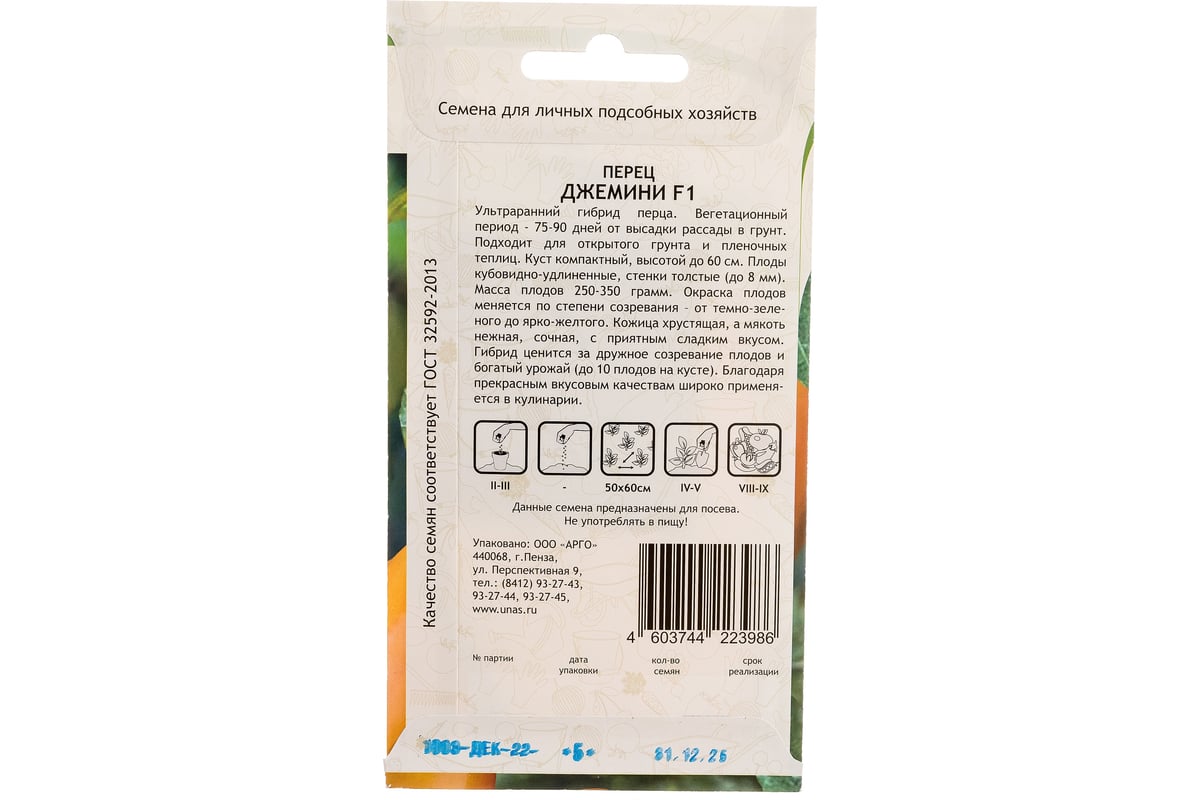 Семена для личных подсобных хозяйств
ПЕРЕЦ
ДЖЕМИНИ F1
Ультраранний гибрид перца. Вегетационный
период - 75-90 дней от высадки рассады в грунт.
Подходит для открытого грунта и пленочных
теплиц. Куст компактный, высотой до 60 см. Плоды
кубовидно-удлиненные, стенки толстые (до 8 мм).
Масса плодов 250-350 грамм. Окраска плодов
меняется по степени созревания - от темно-зеле-
ного до ярко-желтого. Кожица хрустящая, а мякоть
нежная, сочная, с приятным сладким вкусом.
Гибрид ценится за дружное созревание плодов и
богатый урожай (до 10 плодов на кусте). Благодаря
прекрасным вкусовым качествам широко применя-
ется в кулинарии.
II-III - 50x60см IV-V VIII-IX
Данные семена предназначены для посева.
Не употреблять в пищу!
Упаковано: ООО «АРГО»
440068, г.Пенза,
ул. Перспективная 9,
тел.: (8412) 93-27-43,
93-27-44, 93-27-45,
www.unas.ru
4 603744 223986
№ партии дата упаковки кол-во семян срок реализации
-ДЕК-22- *5* 31.12.25
Качество семян соответствует ГОСТ 32592-2013